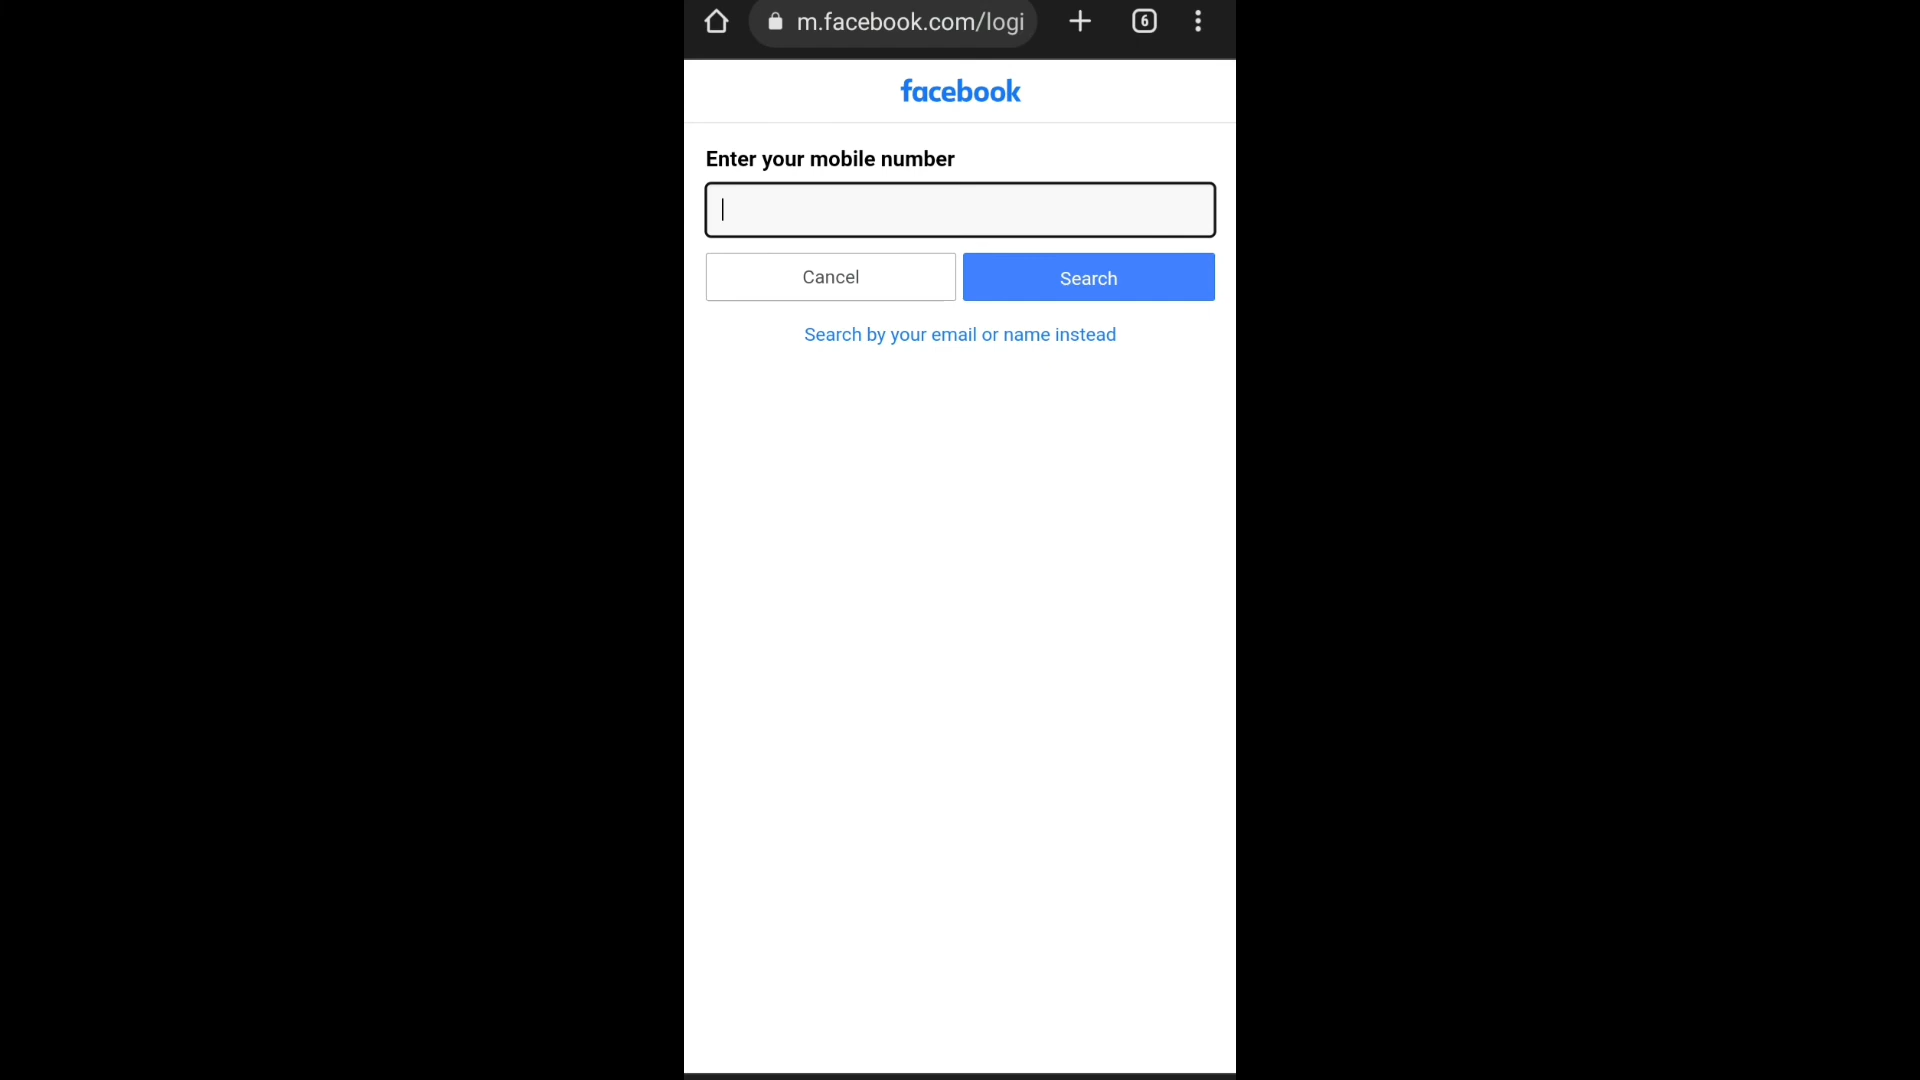 m.facebook.com/logi
6
facebook
Enter your mobile number
Cancel
Search
Search by your email or name instead